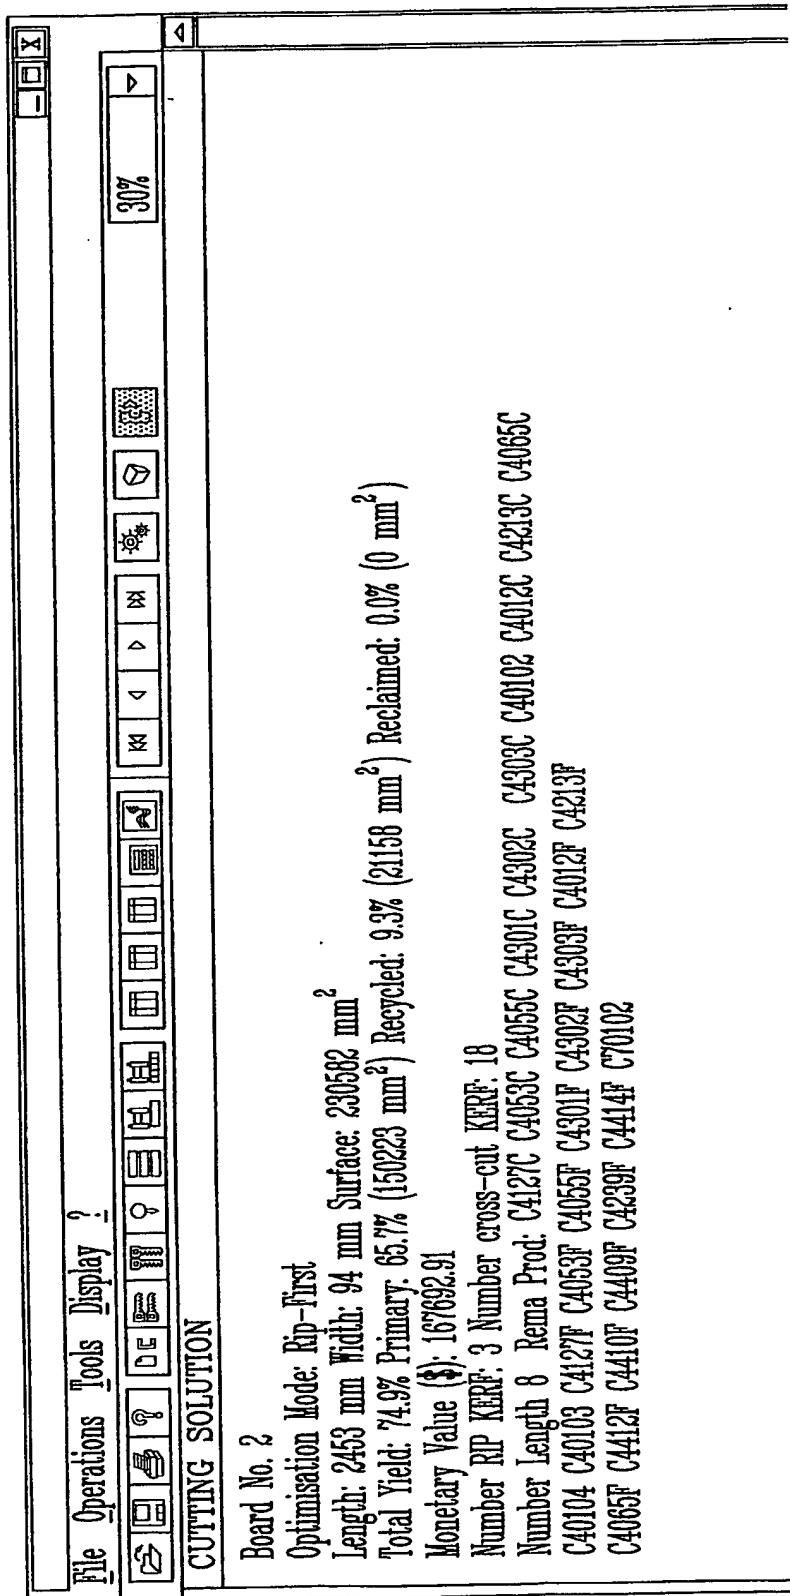 File Operations Tools Display ?
30%
CUTTING SOLUTION
Board No. 2
Optimisation Mode: Rip-First
Length: 2453 mm Width: 94 mm Surface: 230582 mm²
Total Yield: 74.9% Primary: 65.7% (150223 mm²) Recycled: 9.3% (21158 mm²) Reclaimed: 0.0% (0 mm²)
Monetary Value ($): 167692.91
Number RIP KERF: 3 Number cross-cut KERF: 18
Number Length 8 Rema Prod: C4127C C4053C C4055C C4301C C4302C C4303C C40102 C4012C C4213C C4065C
C40104 C40103 C4127F C4053F C4055F C4301F C4302F C4303F C4012F C4213F
C4065F C4412F C4410F C4409F C4239F C4414F C70102